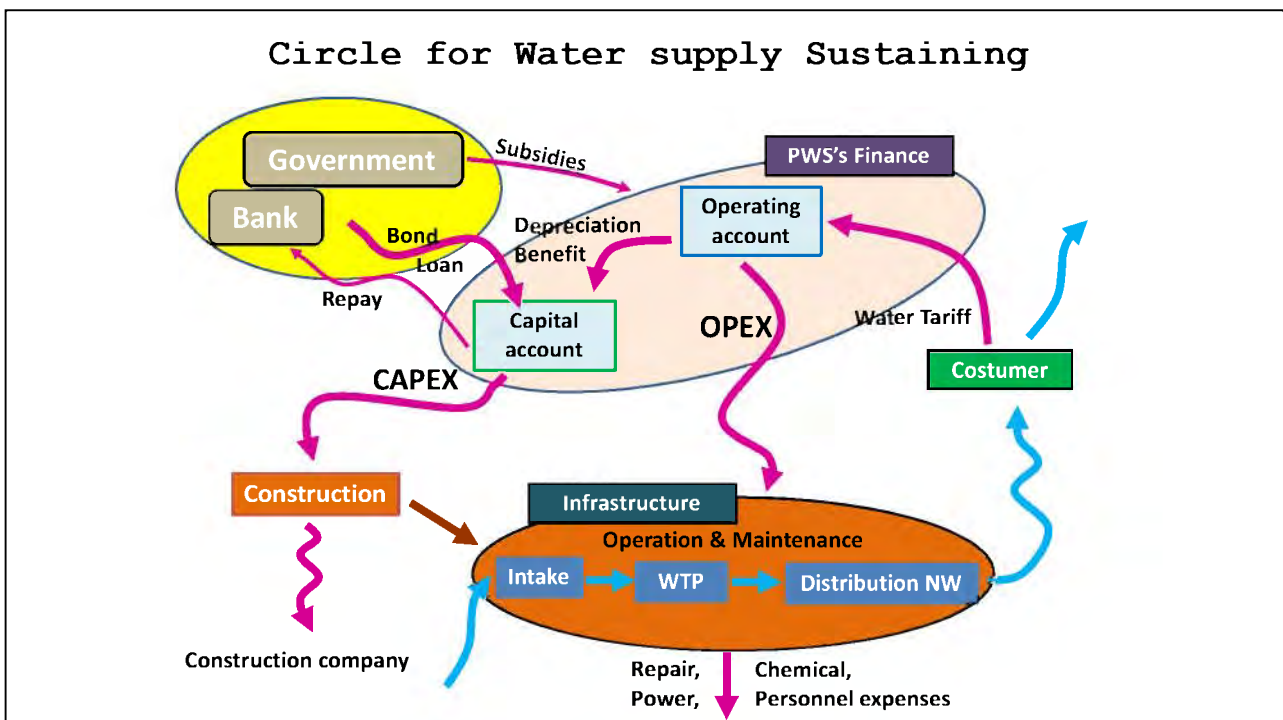 Circle for Water supply Sustaining
Government
Bank
Subsidies
PWS's Finance
Operating
account
Depreciation
Benefit
Bond
Loan
Repay
Capital
account
OPEX
Water Tariff
Costumer
CAPEX
Construction
Infrastructure
Operation & Maintenance
Intake
WTP
Distribution NW
Construction company
Repair,
Power,
Chemical,
Personnel expenses